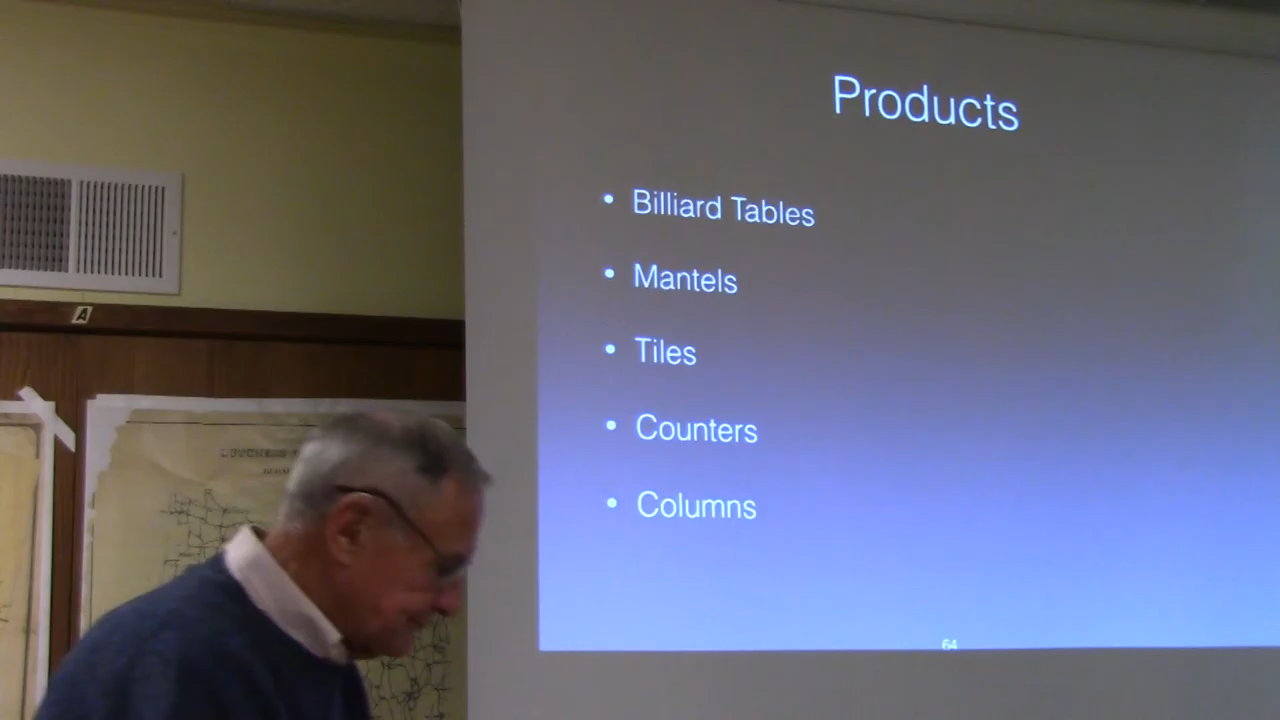 Products
• Billiard Tables
• Mantels
• Tiles
• Counters
• Columns
64
A